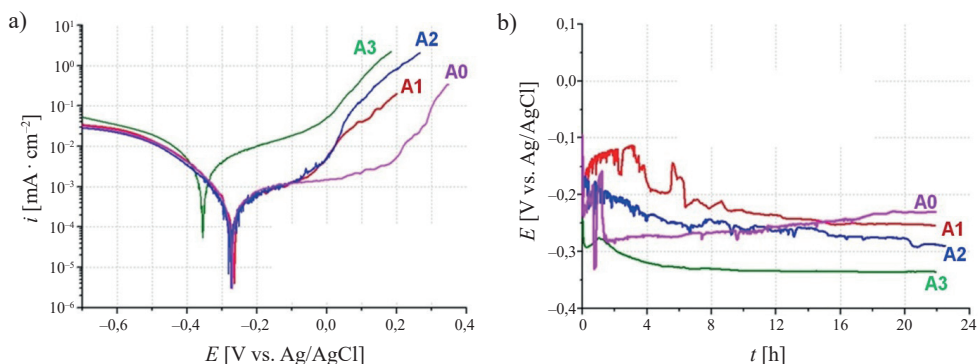 a)
10²
10¹
10⁰
10⁻¹
10⁻²
10⁻³
10⁻⁴
10⁻⁵
10⁻⁶
i [mA · cm⁻²]
A3
A2
A0
A1
–0,6
–0,4
–0,2
0,0
0,2
0,4
E [V vs. Ag/AgCl]
b)
0,1
0,0
–0,1
–0,2
–0,3
–0,4
E [V vs. Ag/AgCl]
A0
A1
A2
A3
0
4
8
12
16
20
24
t [h]